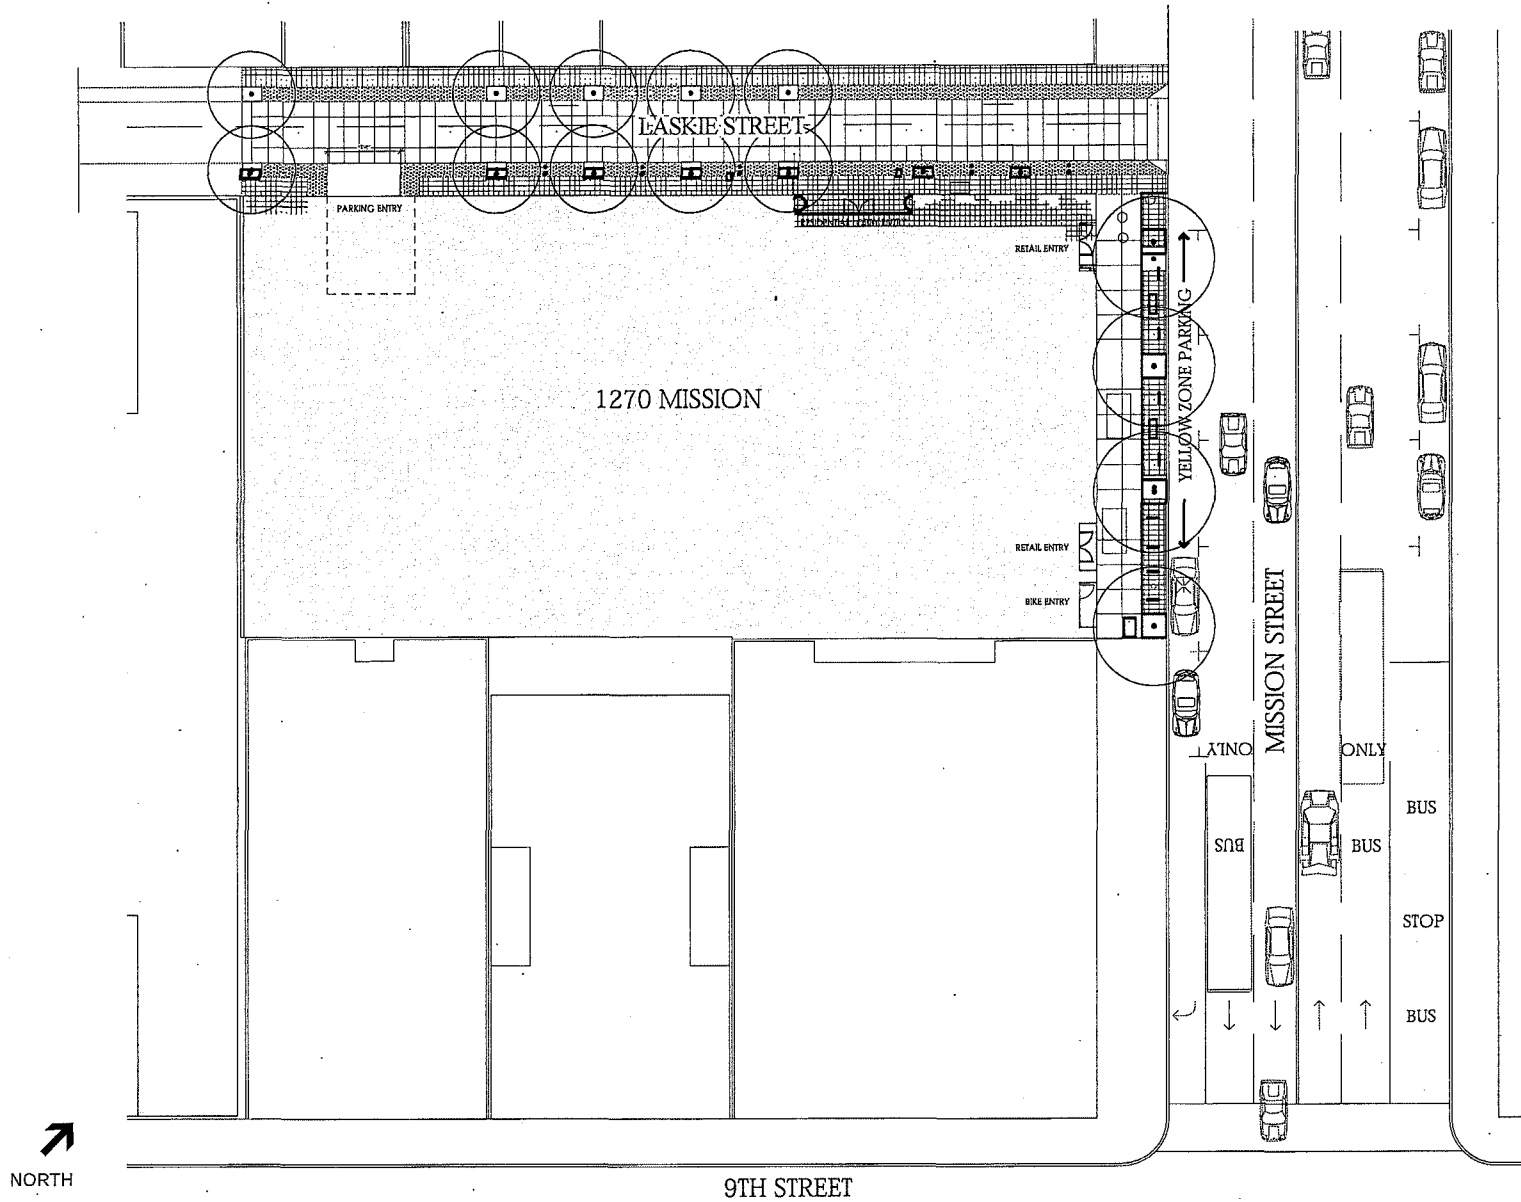 LASKIE STREET
PARKING ENTRY
RETAIL ENTRY
YELLOW ZONE PARKING
1270 MISSION
RETAIL ENTRY
BIKE ENTRY
MISSION STREET
ONLY
ONLY
BUS
BUS
BUS
STOP
BUS
NORTH
9TH STREET